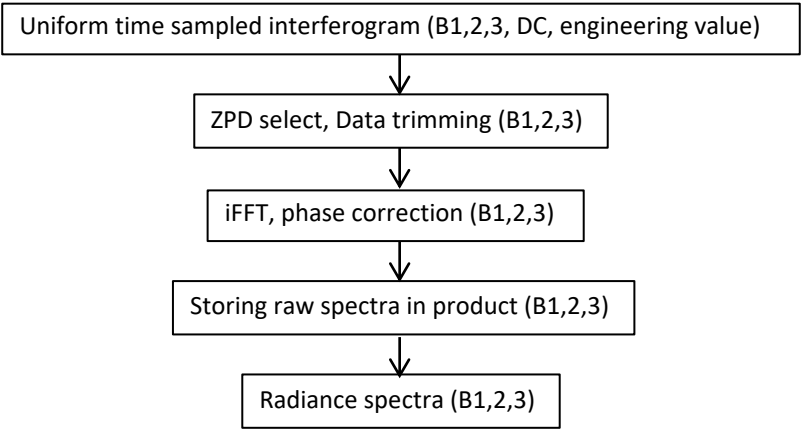 Uniform time sampled interferogram (B1,2,3, DC, engineering value)
ZPD select, Data trimming (B1,2,3)
iFFT, phase correction (B1,2,3)
Storing raw spectra in product (B1,2,3)
Radiance spectra (B1,2,3)